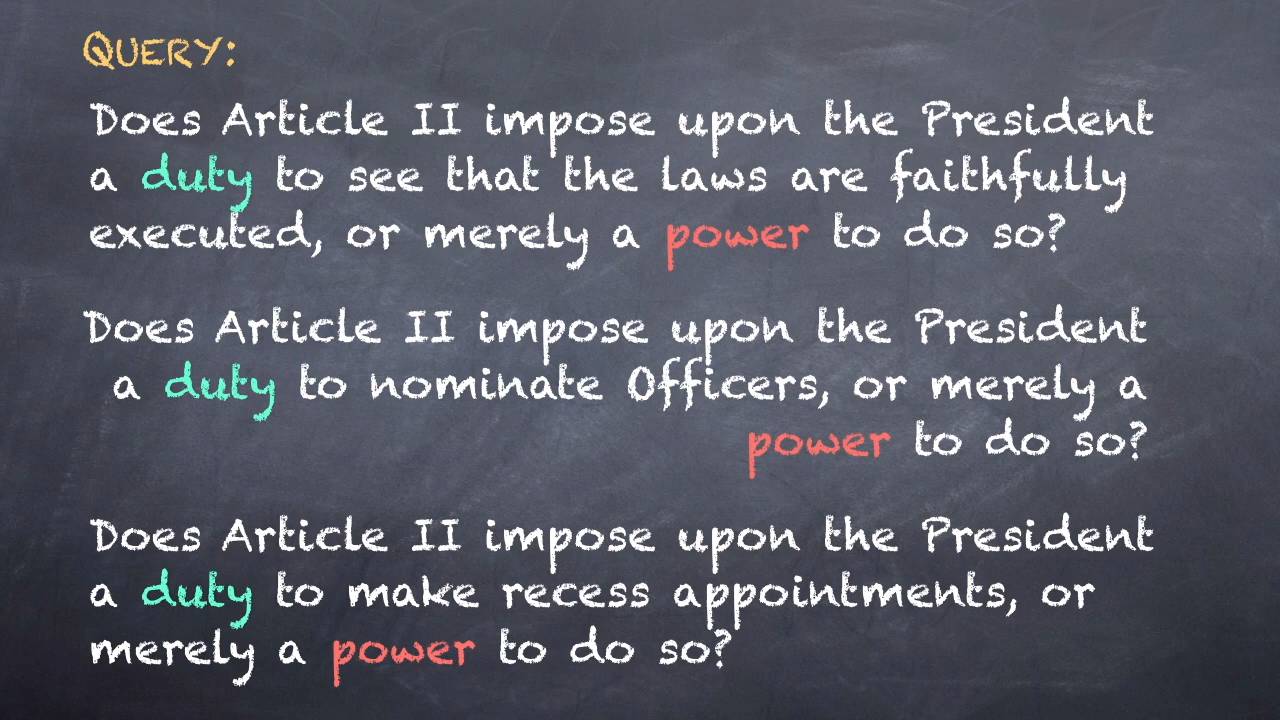 Query:
Does Article II impose upon the President
a duty to see that the laws are faithfully
executed, or merely a power to do so?
Does Article II impose upon the President
a duty to nominate Officers, or merely a
power to do so?
Does Article II impose upon the President
a duty to make recess appointments, or
merely a power to do so?